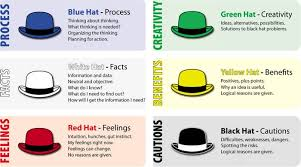 PROCESS
Blue Hat - Process
Thinking about thinking.
What thinking is needed?
Organizing the thinking.
Planning for action.
CREATIVITY
Green Hat - Creativity
Ideas, alternatives, possibilities.
Solutions to black hat problems
FACTS
White Hat - Facts
Information and data.
Neutral and objective.
What do I know?
What do I need to find out?
How will I get the information I need?
BENEFITS
Yellow Hat - Benefits
Positives, plus points
Why an idea is useful.
Logical reasons are given.
FEELINGS
Red Hat - Feelings
Intuition, hunches, gut instinct.
My feelings right now.
Feelings can change.
No reasons are given.
CAUTIONS
Black Hat - Cautions
Difficulties, weaknesses, dangers.
Spotting the risks.
Logical reasons are given.